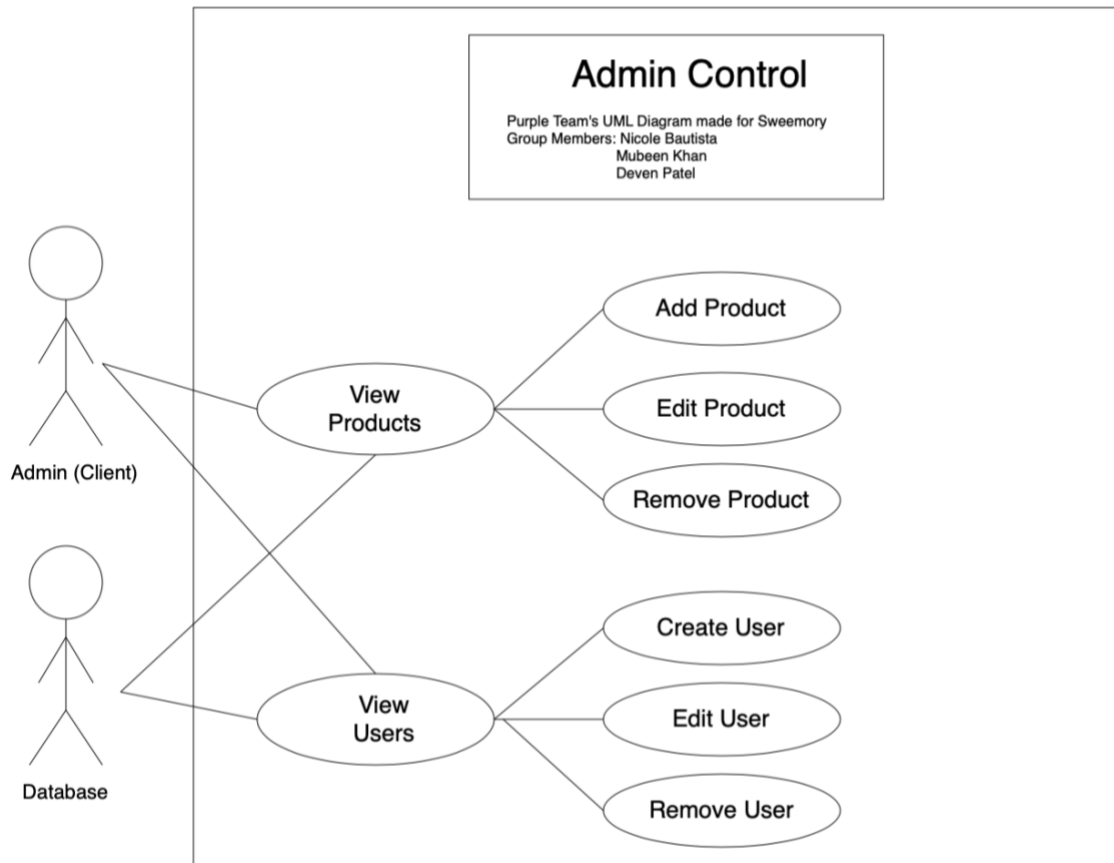 Admin Control
Purple Team's UML Diagram made for Sweemory
Group Members: Nicole Bautista
Mubeen Khan
Deven Patel
Add Product
View
Products
Edit Product
Admin (Client)
Remove Product
Create User
View
Users
Edit User
Database
Remove User